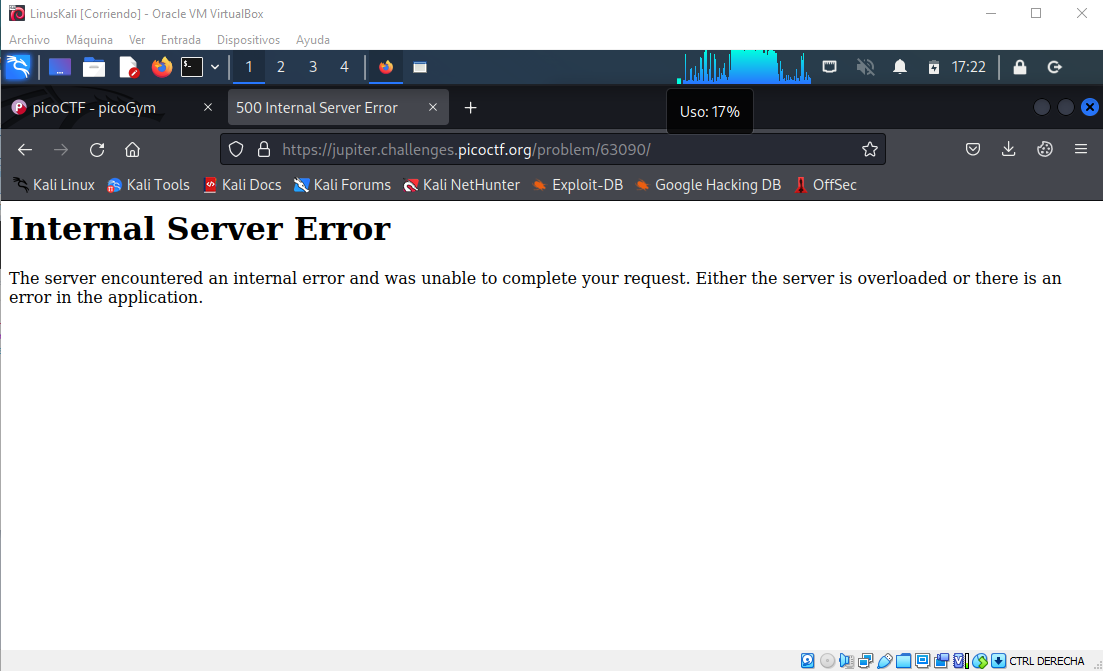 LinusKali [Corriendo] - Oracle VM VirtualBox
Archivo Máquina Ver Entrada Dispositivos Ayuda
1 2 3 4 17:22
picoCTF - picoGym 500 Internal Server Error
Uso: 17%
https://jupiter.challenges.picoctf.org/problem/63090/
Kali Linux Kali Tools Kali Docs Kali Forums Kali NetHunter Exploit-DB Google Hacking DB OffSec
Internal Server Error
The server encountered an internal error and was unable to complete your request. Either the server is overloaded or there is an
error in the application.
CTRL DERECHA